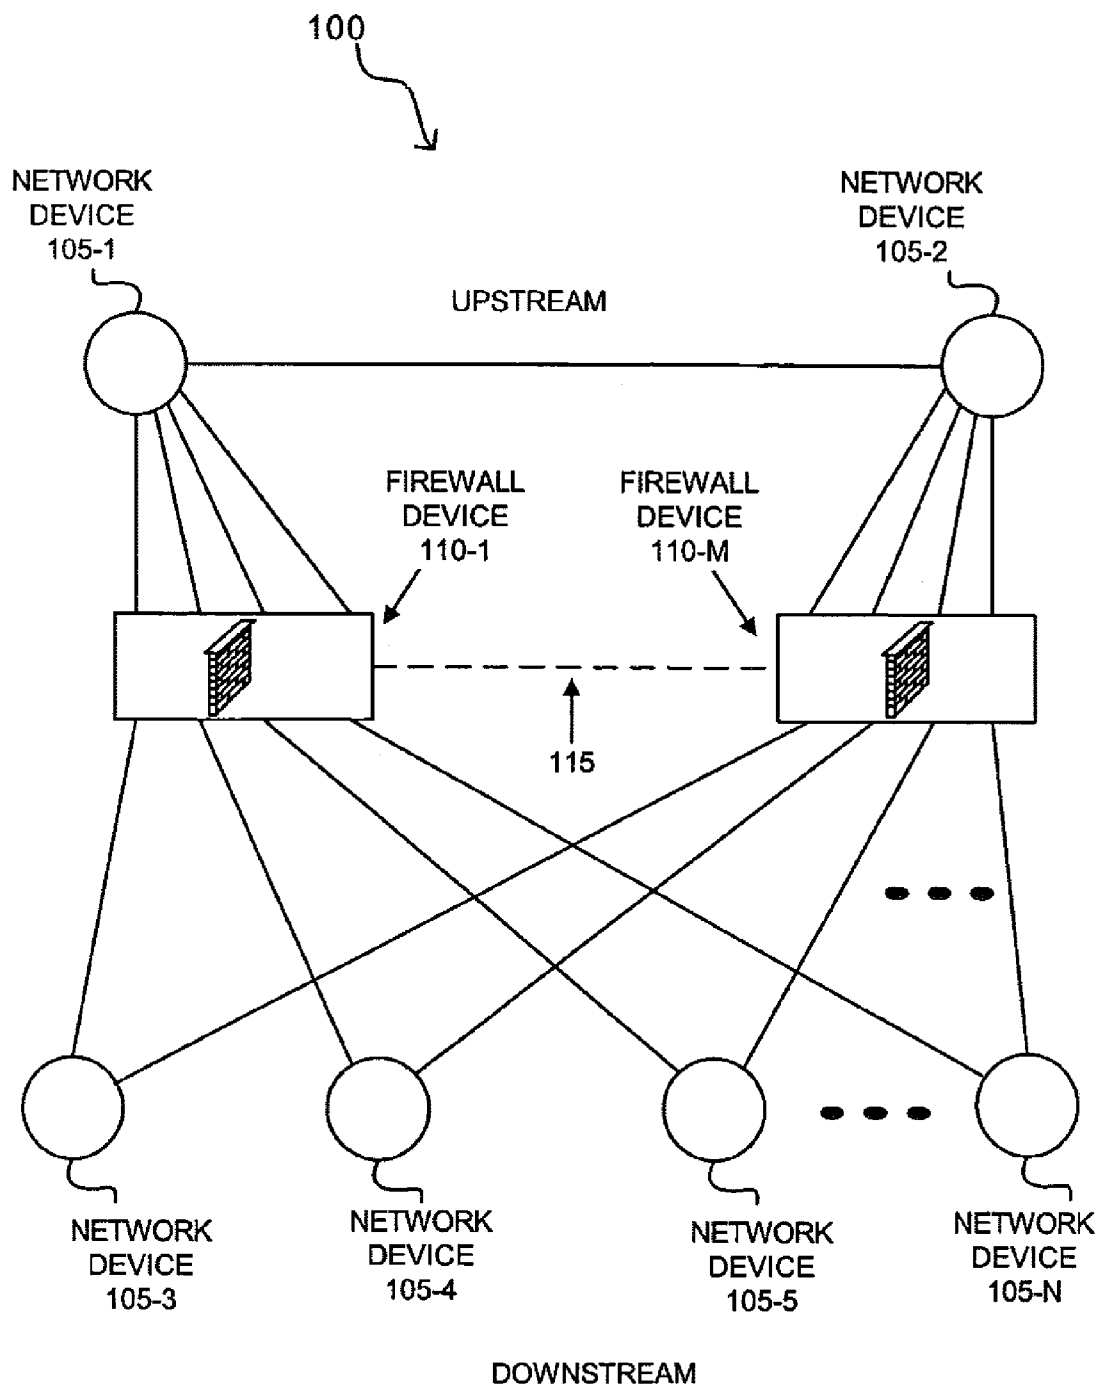 100
NETWORK
DEVICE
105-1
NETWORK
DEVICE
105-2
UPSTREAM
FIREWALL
DEVICE
110-1
FIREWALL
DEVICE
110-M
115
NETWORK
DEVICE
105-3
NETWORK
DEVICE
105-4
NETWORK
DEVICE
105-5
NETWORK
DEVICE
105-N
DOWNSTREAM